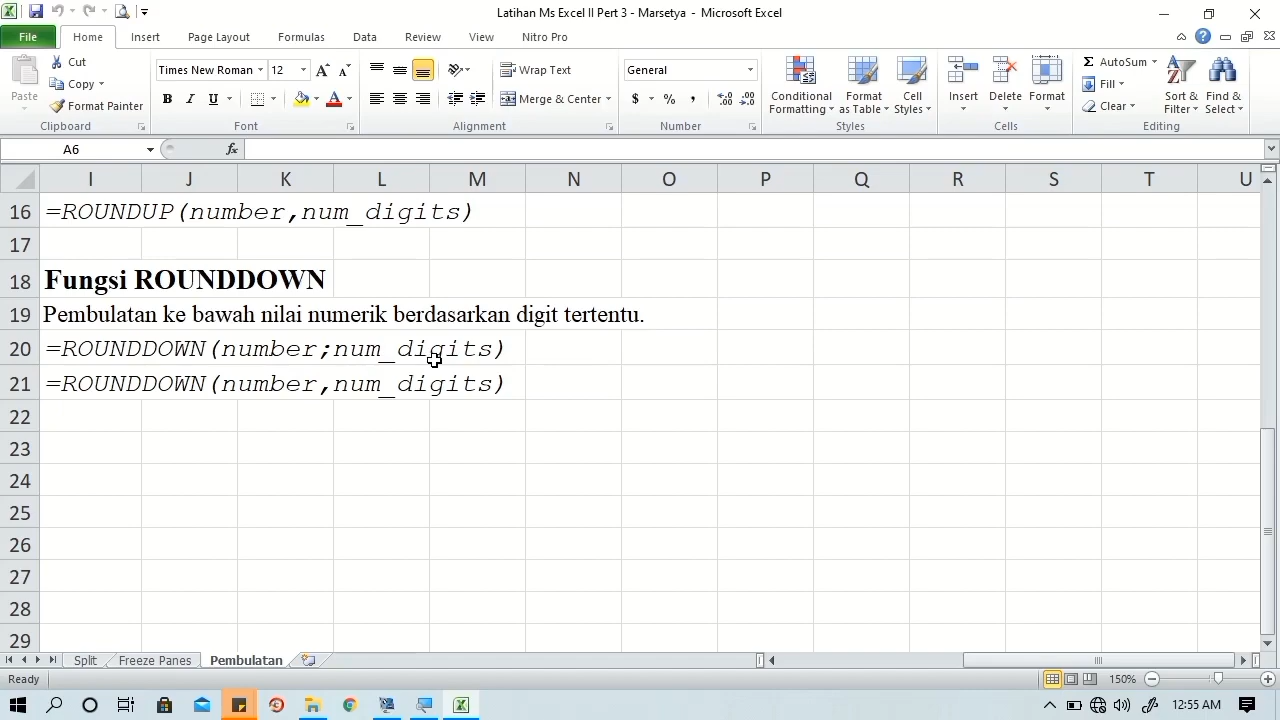 Latihan Ms Excel II Pert 3 - Marsetya - Microsoft Excel
File Home Insert Page Layout Formulas Data Review View Nitro Pro
Paste Cut Copy Format Painter
Times New Roman 12
B I U A
Wrap Text
Merge & Center
General
$ % ,
Conditional Formatting Format as Table Cell Styles
Insert Delete Format
AutoSum Fill Clear
Sort & Filter Find & Select
Clipboard Font Alignment Number Styles Cells Editing
A6 fx
I J K L M N O P Q R S T U
16 =ROUNDUP(number,num_digits)
17
18 Fungsi ROUNDDOWN
19 Pembulatan ke bawah nilai numerik berdasarkan digit tertentu.
20 =ROUNDDOWN(number;num_digits)
21 =ROUNDDOWN(number,num_digits)
22
23
24
25
26
27
28
29
Split Freeze Panes Pembulatan
Ready 150%
12:55 AM